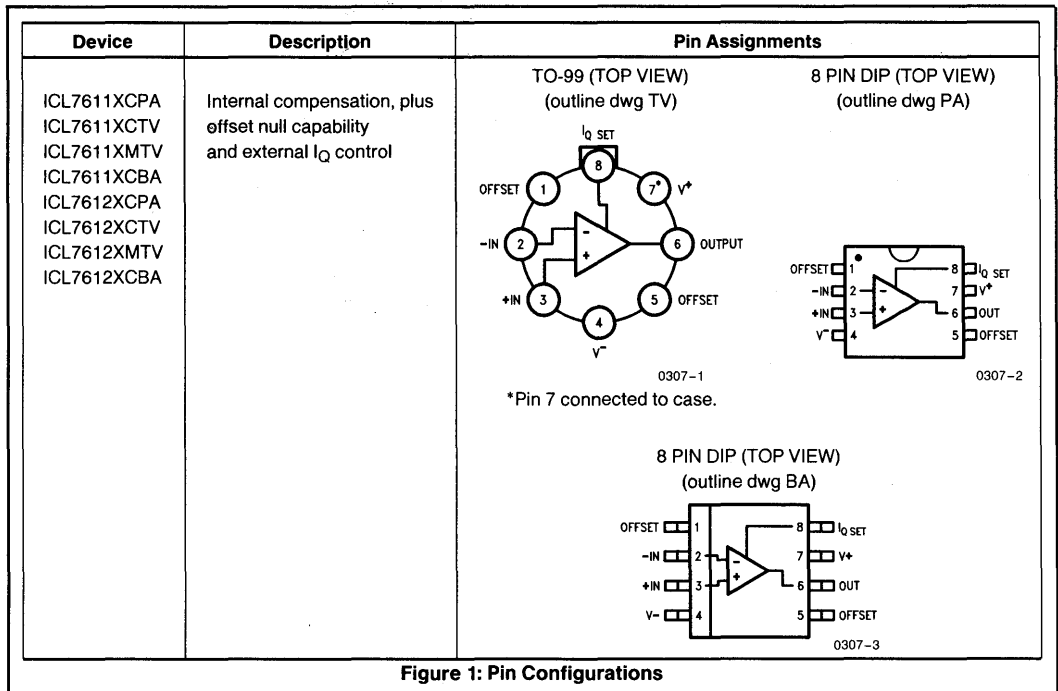 Device Description Pin Assignments
ICL7611XCPA
ICL7611XCTV
ICL7611XMTV
ICL7611XCBA
ICL7612XCPA
ICL7612XCTV
ICL7612XMTV
ICL7612XCBA
Internal compensation, plus
offset null capability
and external IQ control
TO-99 (TOP VIEW)
(outline dwg TV)
IQ SET
8
OFFSET 1
7* V+
-IN 2
-
6 OUTPUT
+
+IN 3
5 OFFSET
4
V-
0307-1
*Pin 7 connected to case.
8 PIN DIP (TOP VIEW)
(outline dwg PA)
OFFSET 1 8 IQ SET
-IN 2 - 7 V+
+IN 3 + 6 OUT
V- 4 5 OFFSET
0307-2
8 PIN DIP (TOP VIEW)
(outline dwg BA)
OFFSET 1 8 IQ SET
-IN 2 - 7 V+
+IN 3 + 6 OUT
V- 4 5 OFFSET
0307-3
Figure 1: Pin Configurations